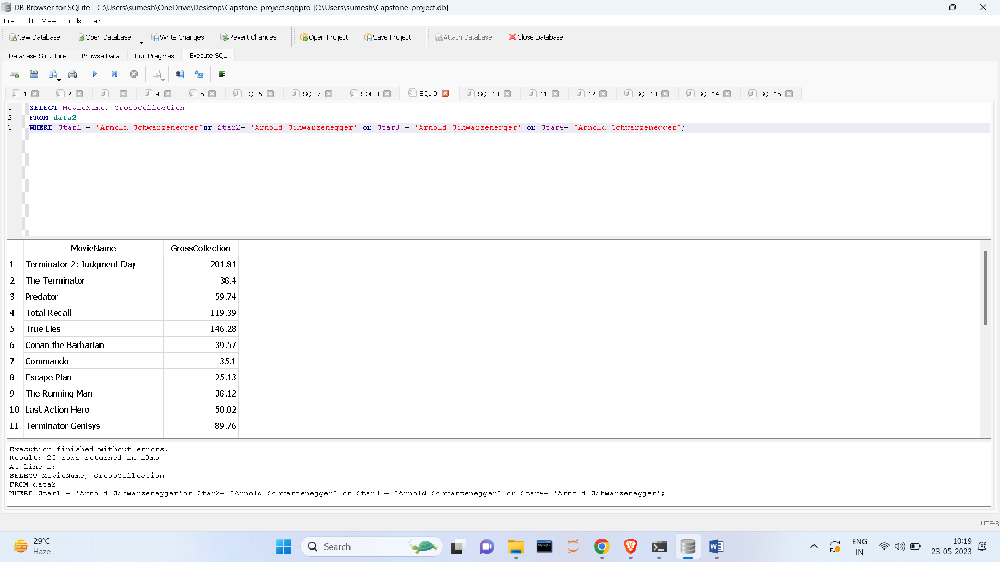 DB Browser for SQLite - C:\Users\sumesh\OneDrive\Desktop\Capstone_project.sqbpro [C:\Users\sumesh\Capstone_project.db]
File Edit View Tools Help
New Database Open Database Write Changes Revert Changes Open Project Save Project Attach Database Close Database
Database Structure Browse Data Edit Pragmas Execute SQL
1 2 3 4 5 SQL 6 SQL 7 SQL 8 SQL 9 SQL 10 11 12 SQL 13 SQL 14 SQL 15
1 SELECT MovieName, GrossCollection
2 FROM data2
3 WHERE Star1 = 'Arnold Schwarzenegger'or Star2= 'Arnold Schwarzenegger' or Star3 = 'Arnold Schwarzenegger' or Star4= 'Arnold Schwarzenegger';
MovieName GrossCollection
1 Terminator 2: Judgment Day 204.84
2 The Terminator 38.4
3 Predator 59.74
4 Total Recall 119.39
5 True Lies 146.28
6 Conan the Barbarian 39.57
7 Commando 35.1
8 Escape Plan 25.13
9 The Running Man 38.12
10 Last Action Hero 50.02
11 Terminator Genisys 89.76
Execution finished without errors.
Result: 25 rows returned in 10ms
At line 1:
SELECT MovieName, GrossCollection
FROM data2
WHERE Star1 = 'Arnold Schwarzenegger'or Star2= 'Arnold Schwarzenegger' or Star3 = 'Arnold Schwarzenegger' or Star4= 'Arnold Schwarzenegger';
UTF-8
29°C
Haze
Search
MySQL
ENG
IN
10:19
23-05-2023